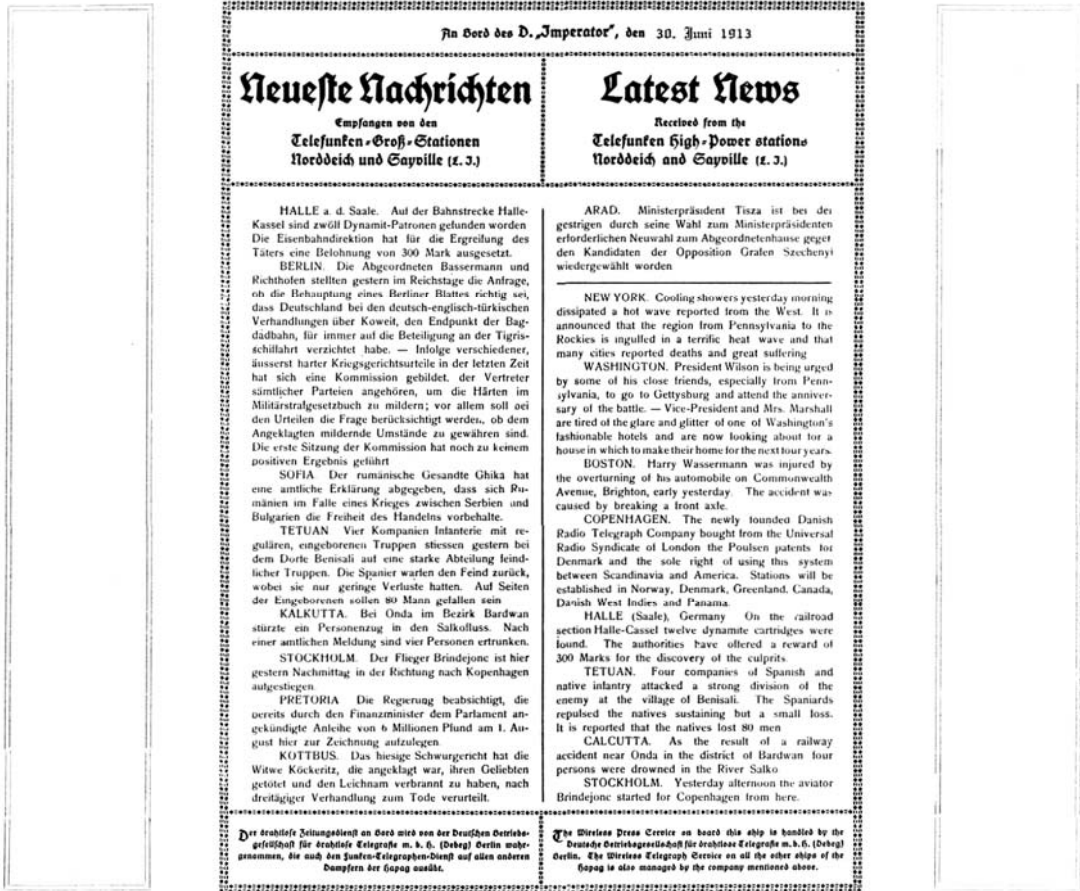 An Bord des D. „Imperator", den 30. Juni 1913
Neueste Nachrichten
Empfangen von den
Telefunken-Groß-Stationen
Norddeich und Sayville (L. J.)
Latest News
Received from the
Telefunken High-Power stations
Norddeich and Sayville (L. J.)
HALLE a. d. Saale. Auf der Bahnstrecke Halle-
Kassel sind zwölf Dynamit-Patronen gefunden worden
Die Eisenbahndirektion hat für die Ergreifung des
Täters eine Belohnung von 300 Mark ausgesetzt.
BERLIN. Die Abgeordneten Bassermann und
Richthofen stellten gestern im Reichstage die Anfrage,
ob die Behauptung eines Berliner Blattes richtig sei,
dass Deutschland bei den deutsch-englisch-türkischen
Verhandlungen über Koweit, den Endpunkt der Bag-
dadbahn, für immer auf die Beteiligung an der Tigris-
schiffahrt verzichtet habe. — Infolge verschiedener,
äusserst harter Kriegsgerichtsurteile in der letzten Zeit
hat sich eine Kommission gebildet, der Vertreter
sämtlicher Parteien angehören, um die Härten im
Militärstrafgesetzbuch zu mildern; vor allem soll bei
den Urteilen die Frage berücksichtigt werden, ob dem
Angeklagten mildernde Umstände zu gewähren sind.
Die erste Sitzung der Kommission hat noch zu keinem
positiven Ergebnis geführt
SOFIA. Der rumänische Gesandte Ghika hat
eine amtliche Erklärung abgegeben, dass sich Ru-
mänien im Falle eines Krieges zwischen Serbien und
Bulgarien die Freiheit des Handelns vorbehalte.
TETUAN Vier Kompanien Infanterie mit re-
gulären, eingeborenen Truppen stiessen gestern bei
dem Dorfe Benisali auf eine starke Abteilung feind-
licher Truppen. Die Spanier warfen den Feind zurück,
wobei sie nur geringe Verluste hatten. Auf Seiten
der Eingeborenen sollen 80 Mann gefallen sein
KALKUTTA. Bei Onda im Bezirk Bardwan
stürzte ein Personenzug in den Salkofluss. Nach
einer amtlichen Meldung sind vier Personen ertrunken.
STOCKHOLM. Der Flieger Brindejonc ist hier
gestern Nachmittag in der Richtung nach Kopenhagen
aufgestiegen
PRETORIA Die Regierung beabsichtigt, die
bereits durch den Finanzminister dem Parlament an-
gekündigte Anleihe von 6 Millionen Pfund am 1. Au-
gust hier zur Zeichnung aufzulegen
KOTTBUS. Das hiesige Schwurgericht hat die
Witwe Köckeritz, die angeklagt war, ihren Geliebten
getötet und den Leichnam verbrannt zu haben, nach
dreitägiger Verhandlung zum Tode verurteilt.
ARAD. Ministerpräsident Tisza ist bei der
gestrigen durch seine Wahl zum Ministerpräsidenten
erforderlichen Neuwahl zum Abgeordnetenhause gegen
den Kandidaten der Opposition Grafen Szechenyi
wiedergewählt worden
NEW YORK. Cooling showers yesterday morning
dissipated a hot wave reported from the West. It is
announced that the region from Pennsylvania to the
Rockies is ingulled in a terrific heat wave and that
many cities reported deaths and great suffering
WASHINGTON. President Wilson is being urged
by some of his close friends, especially from Penn-
sylvania, to go to Gettysburg and attend the anniver-
sary of the battle. — Vice-President and Mrs. Marshall
are tired of the glare and glitter of one of Washington's
fashionable hotels and are now looking about for a
house in which to make their home for the next four years.
BOSTON. Harry Wassermann was injured by
the overturning of his automobile on Commonwealth
Avenue, Brighton, early yesterday. The accident was
caused by breaking a front axle.
COPENHAGEN. The newly founded Danish
Radio Telegraph Company bought from the Universal
Radio Syndicate of London the Poulsen patents for
Denmark and the sole right of using this system
between Scandinavia and America. Stations will be
established in Norway, Denmark, Greenland, Canada,
Danish West Indies and Panama.
HALLE (Saale), Germany On the railroad
section Halle-Cassel twelve dynamite cartridges were
found. The authorities have offered a reward of
300 Marks for the discovery of the culprits
TETUAN. Four companies of Spanish and
native infantry attacked a strong division of the
enemy at the village of Benisali. The Spaniards
repulsed the natives sustaining but a small loss.
It is reported that the natives lost 80 men
CALCUTTA. As the result of a railway
accident near Onda in the district of Bardwan four
persons were drowned in the River Salko
STOCKHOLM. Yesterday afternoon the aviator
Brindejonc started for Copenhagen from here.
Der drahtlose Zeitungsdienst an Bord wird von der Deutschen Betriebs-
gesellschaft für drahtlose Telegrafie m. b. H. (Debeg) Berlin wahr-
genommen, die auch den Funken-Telegraphen-Dienst auf allen anderen
Dampfern der Hapag ausübt.
The Wireless Press Service on board this ship is handled by the
Deutsche Betriebsgesellschaft für drahtlose Telegrafie m. b. H. (Debeg)
Berlin. The Wireless Telegraph Service on all the other ships of the
Hapag is also managed by the company mentioned above.